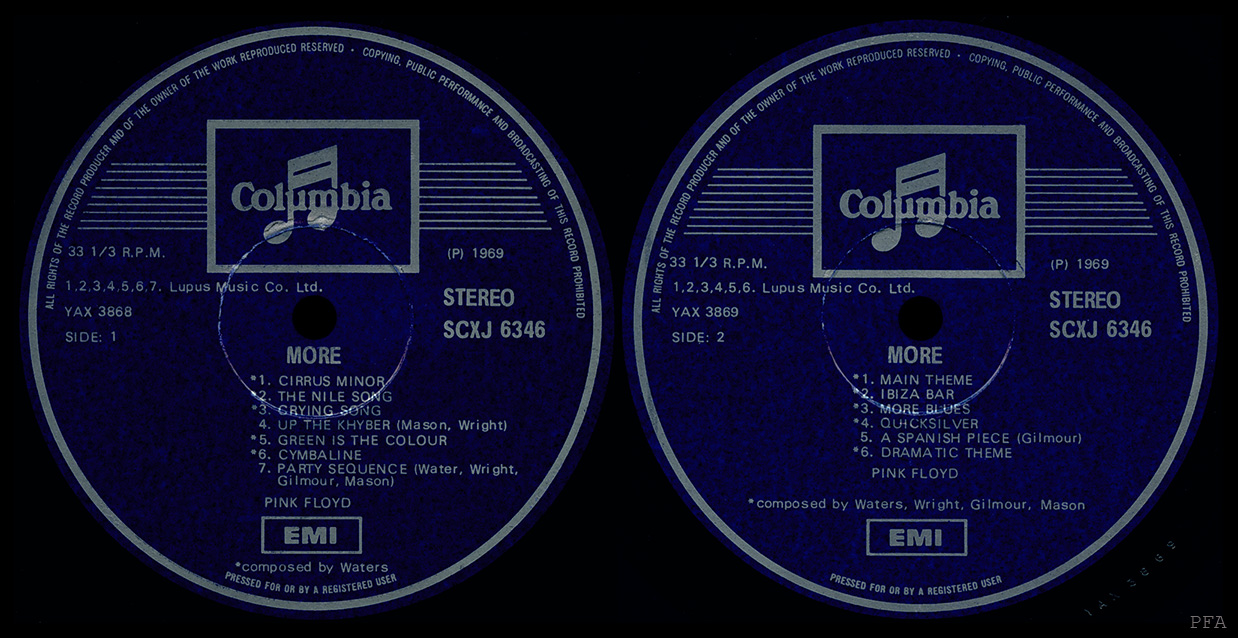 ALL RIGHTS OF THE RECORD PRODUCER AND OF THE OWNER OF THE WORK REPRODUCED RESERVED · COPYING, PUBLIC PERFORMANCE AND BROADCASTING OF THIS RECORD PROHIBITED
Columbia
33 1/3 R.P.M.
(P) 1969
1,2,3,4,5,6,7. Lupus Music Co. Ltd.
STEREO
YAX 3868
SCXJ 6346
SIDE: 1
MORE
*1. CIRRUS MINOR
*2. THE NILE SONG
*3. CRYING SONG
4. UP THE KHYBER (Mason, Wright)
*5. GREEN IS THE COLOUR
*6. CYMBALINE
7. PARTY SEQUENCE (Water, Wright,
Gilmour, Mason)
PINK FLOYD
EMI
*composed by Waters
PRESSED FOR OR BY A REGISTERED USER
ALL RIGHTS OF THE RECORD PRODUCER AND OF THE OWNER OF THE WORK REPRODUCED RESERVED · COPYING, PUBLIC PERFORMANCE AND BROADCASTING OF THIS RECORD PROHIBITED
Columbia
33 1/3 R.P.M.
(P) 1969
1,2,3,4,5,6. Lupus Music Co. Ltd.
STEREO
YAX 3869
SCXJ 6346
SIDE: 2
MORE
*1. MAIN THEME
*2. IBIZA BAR
*3. MORE BLUES
*4. QUICKSILVER
5. A SPANISH PIECE (Gilmour)
*6. DRAMATIC THEME
PINK FLOYD
*composed by Waters, Wright, Gilmour, Mason
EMI
PRESSED FOR OR BY A REGISTERED USER
YAX 3869
PFA